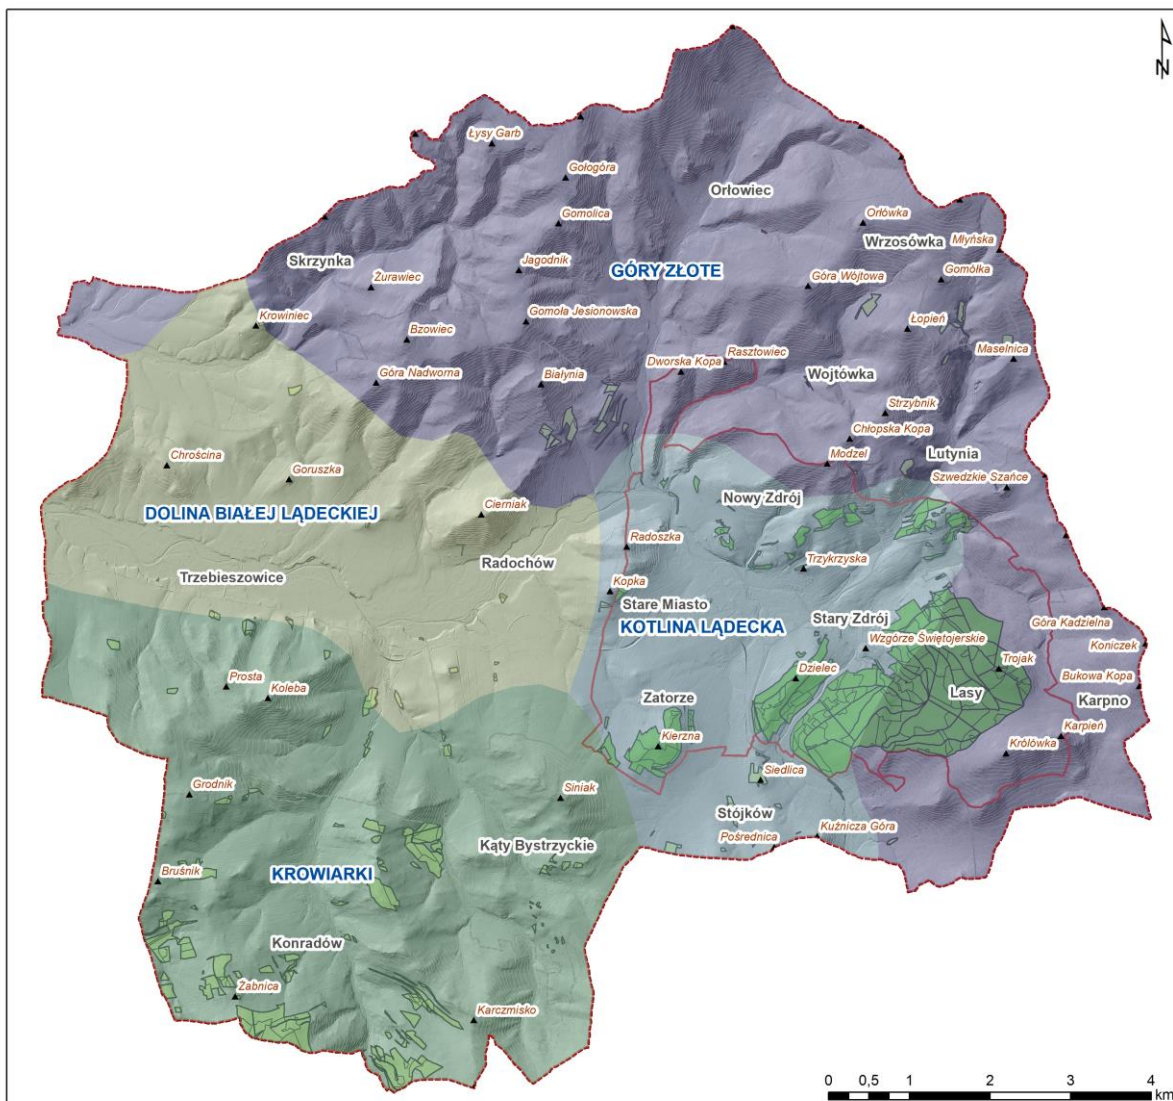 N
Łysy Garb
Gołogóra
Orłowiec
Gomolica
Orłówka
Wrzosówka
Młyńska
Skrzynka
Jagodnik
GÓRY ZŁOTE
Żurawiec
Góra Wójtowa
Gomółka
Krowiniec
Gomoła Jesionowska
Łopień
Bzowiec
Maselnica
Dworska Kopa
Rasztowiec
Góra Nadworna
Białynia
Wojtówka
Strzybnik
Chłopska Kopa
Chrościna
Goruszka
Modzel
Lutynia
Szwedzkie Szańce
Nowy Zdrój
Cierniak
DOLINA BIAŁEJ LĄDECKIEJ
Radoszka
Radochów
Trzykrzyska
Trzebieszowice
Kopka
Stare Miasto
Stary Zdrój
Góra Kadzielna
KOTLINA LĄDECKA
Wzgórze Świętojerskie
Koniczek
Dzielec
Trojak
Prosta
Bukowa Kopa
Koleba
Zatorze
Lasy
Karpno
Kierzna
Karpień
Królówka
Siedlica
Grodnik
Siniak
Stójków
Kuźnicza Góra
Pośrednica
Kąty Bystrzyckie
Bruśnik
KROWIARKI
Konradów
Żabnica
Karczmisko
0 0,5 1 2 3 4
km